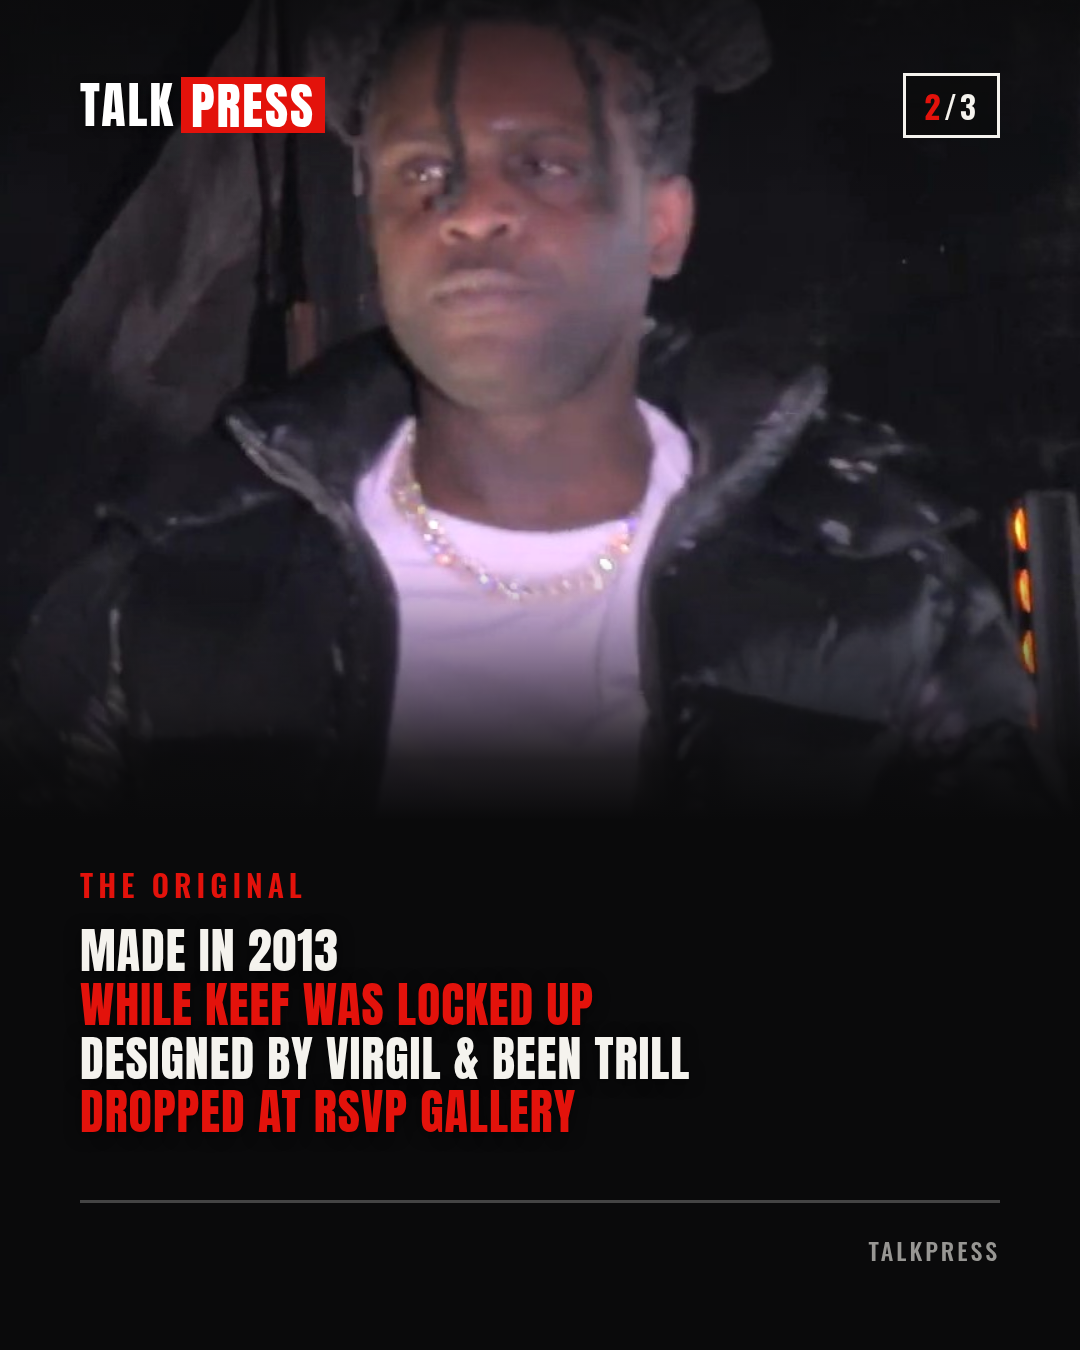 TALK PRESS
2/3
THE ORIGINAL
MADE IN 2013
WHILE KEEF WAS LOCKED UP
DESIGNED BY VIRGIL & BEEN TRILL
DROPPED AT RSVP GALLERY
TALKPRESS